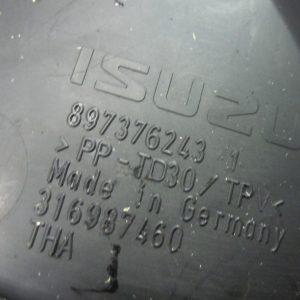 ISUZU
897376243 1
>PP-TD30/TPV<
Made in Germany
316987460
THA